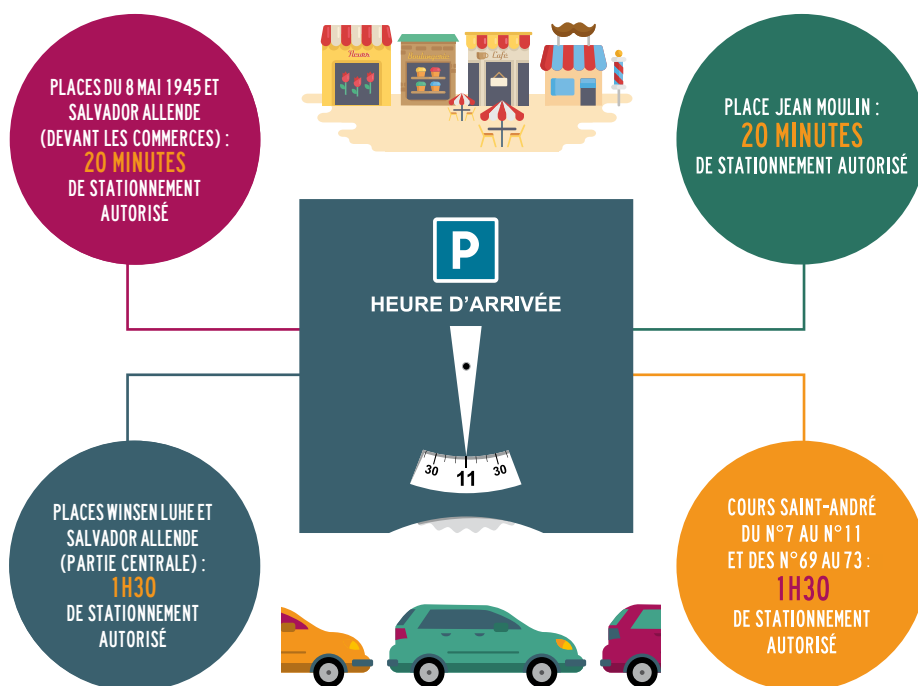 PLACES DU 8 MAI 1945 ET
SALVADOR ALLENDE
(DEVANT LES COMMERCES) :
20 MINUTES
DE STATIONNEMENT
AUTORISÉ
Fleurs
Boulangerie
Cafe
PLACE JEAN MOULIN :
20 MINUTES
DE STATIONNEMENT AUTORISÉ
P
HEURE D'ARRIVÉE
30 11 30
PLACES WINSEN LUHE ET
SALVADOR ALLENDE
(PARTIE CENTRALE) :
1H30
DE STATIONNEMENT
AUTORISÉ
COURS SAINT-ANDRÉ
DU N°7 AU N°11
ET DES N°69 AU 73 :
1H30
DE STATIONNEMENT
AUTORISÉ